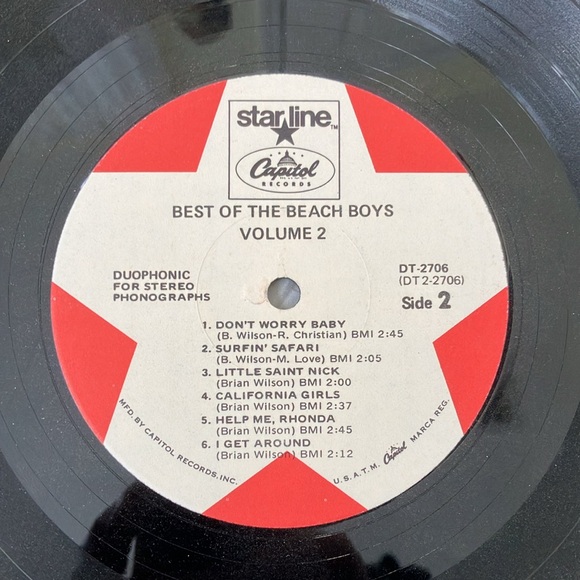 starline TM
Capitol
RECORDS
BEST OF THE BEACH BOYS
VOLUME 2
DUOPHONIC
FOR STEREO
PHONOGRAPHS
DT-2706
(DT2-2706)
Side 2
1. DON'T WORRY BABY
(B. Wilson-R. Christian) BMI 2:45
2. SURFIN' SAFARI
(B. Wilson-M. Love) BMI 2:05
3. LITTLE SAINT NICK
(Brian Wilson) BMI 2:00
4. CALIFORNIA GIRLS
(Brian Wilson) BMI 2:37
5. HELP ME, RHONDA
(Brian Wilson) BMI 2:45
6. I GET AROUND
(Brian Wilson) BMI 2:12
MFD. BY CAPITOL RECORDS, INC.
U.S.A. T.M. Capitol MARCA REG.